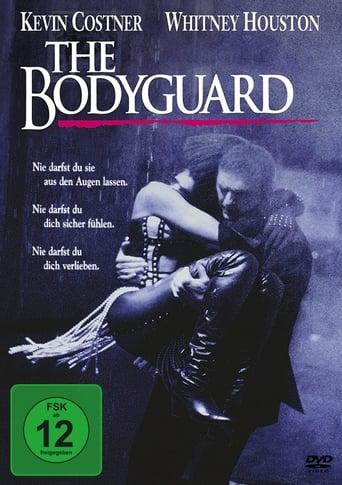 KEVIN COSTNER WHITNEY HOUSTON
THE
BODYGUARD
Nie darfst du sie
aus den Augen lassen.
Nie darfst du
dich sicher fühlen.
Nie darfst du
dich verlieben.
FSK
ab
12
freigegeben
DVD
VIDEO